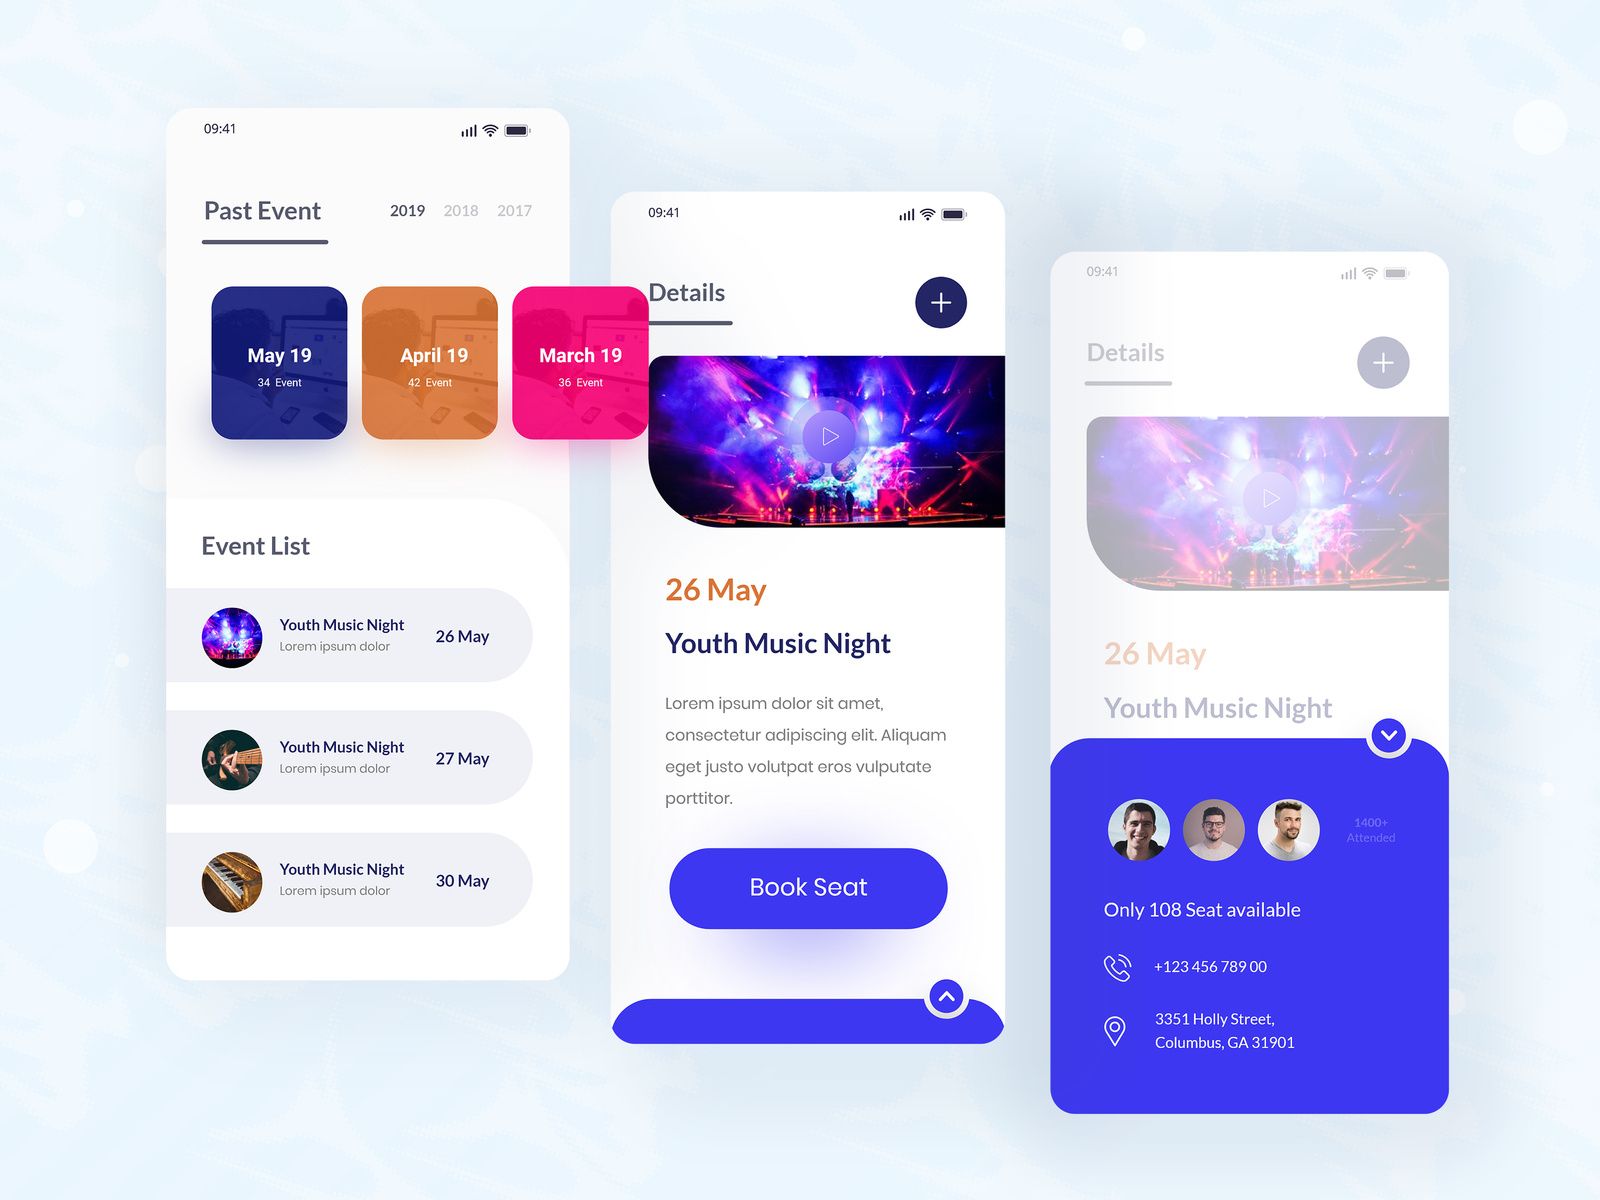 09:41
Past Event
2019 2018 2017
May 19
34 Event
April 19
42 Event
March 19
36 Event
Event List
Youth Music Night
Lorem ipsum dolor
26 May
Youth Music Night
Lorem ipsum dolor
27 May
Youth Music Night
Lorem ipsum dolor
30 May
09:41
Details
26 May
Youth Music Night
Lorem ipsum dolor sit amet,
consectetur adipiscing elit. Aliquam
eget justo volutpat eros vulputate
porttitor.
Book Seat
09:41
Details
26 May
Youth Music Night
1400+
Attended
Only 108 Seat available
+123 456 789 00
3351 Holly Street,
Columbus, GA 31901